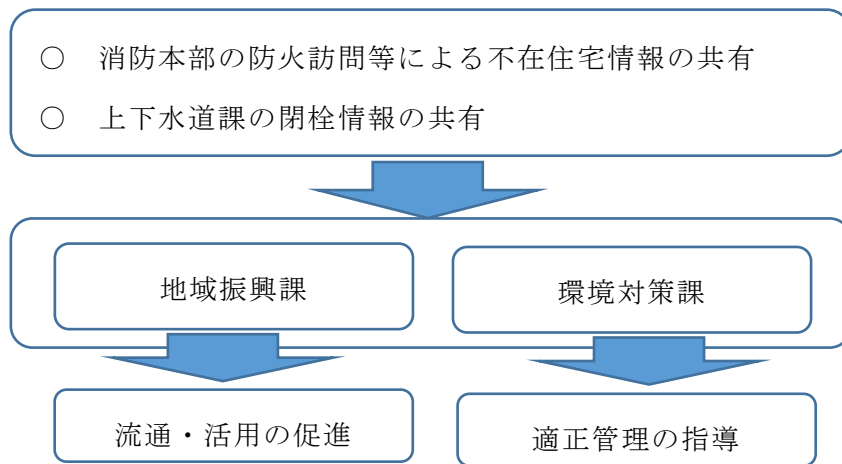 ○ 消防本部の防火訪問等による不在住宅情報の共有
○ 上下水道課の閉栓情報の共有
地域振興課
環境対策課
流通・活用の促進
適正管理の指導